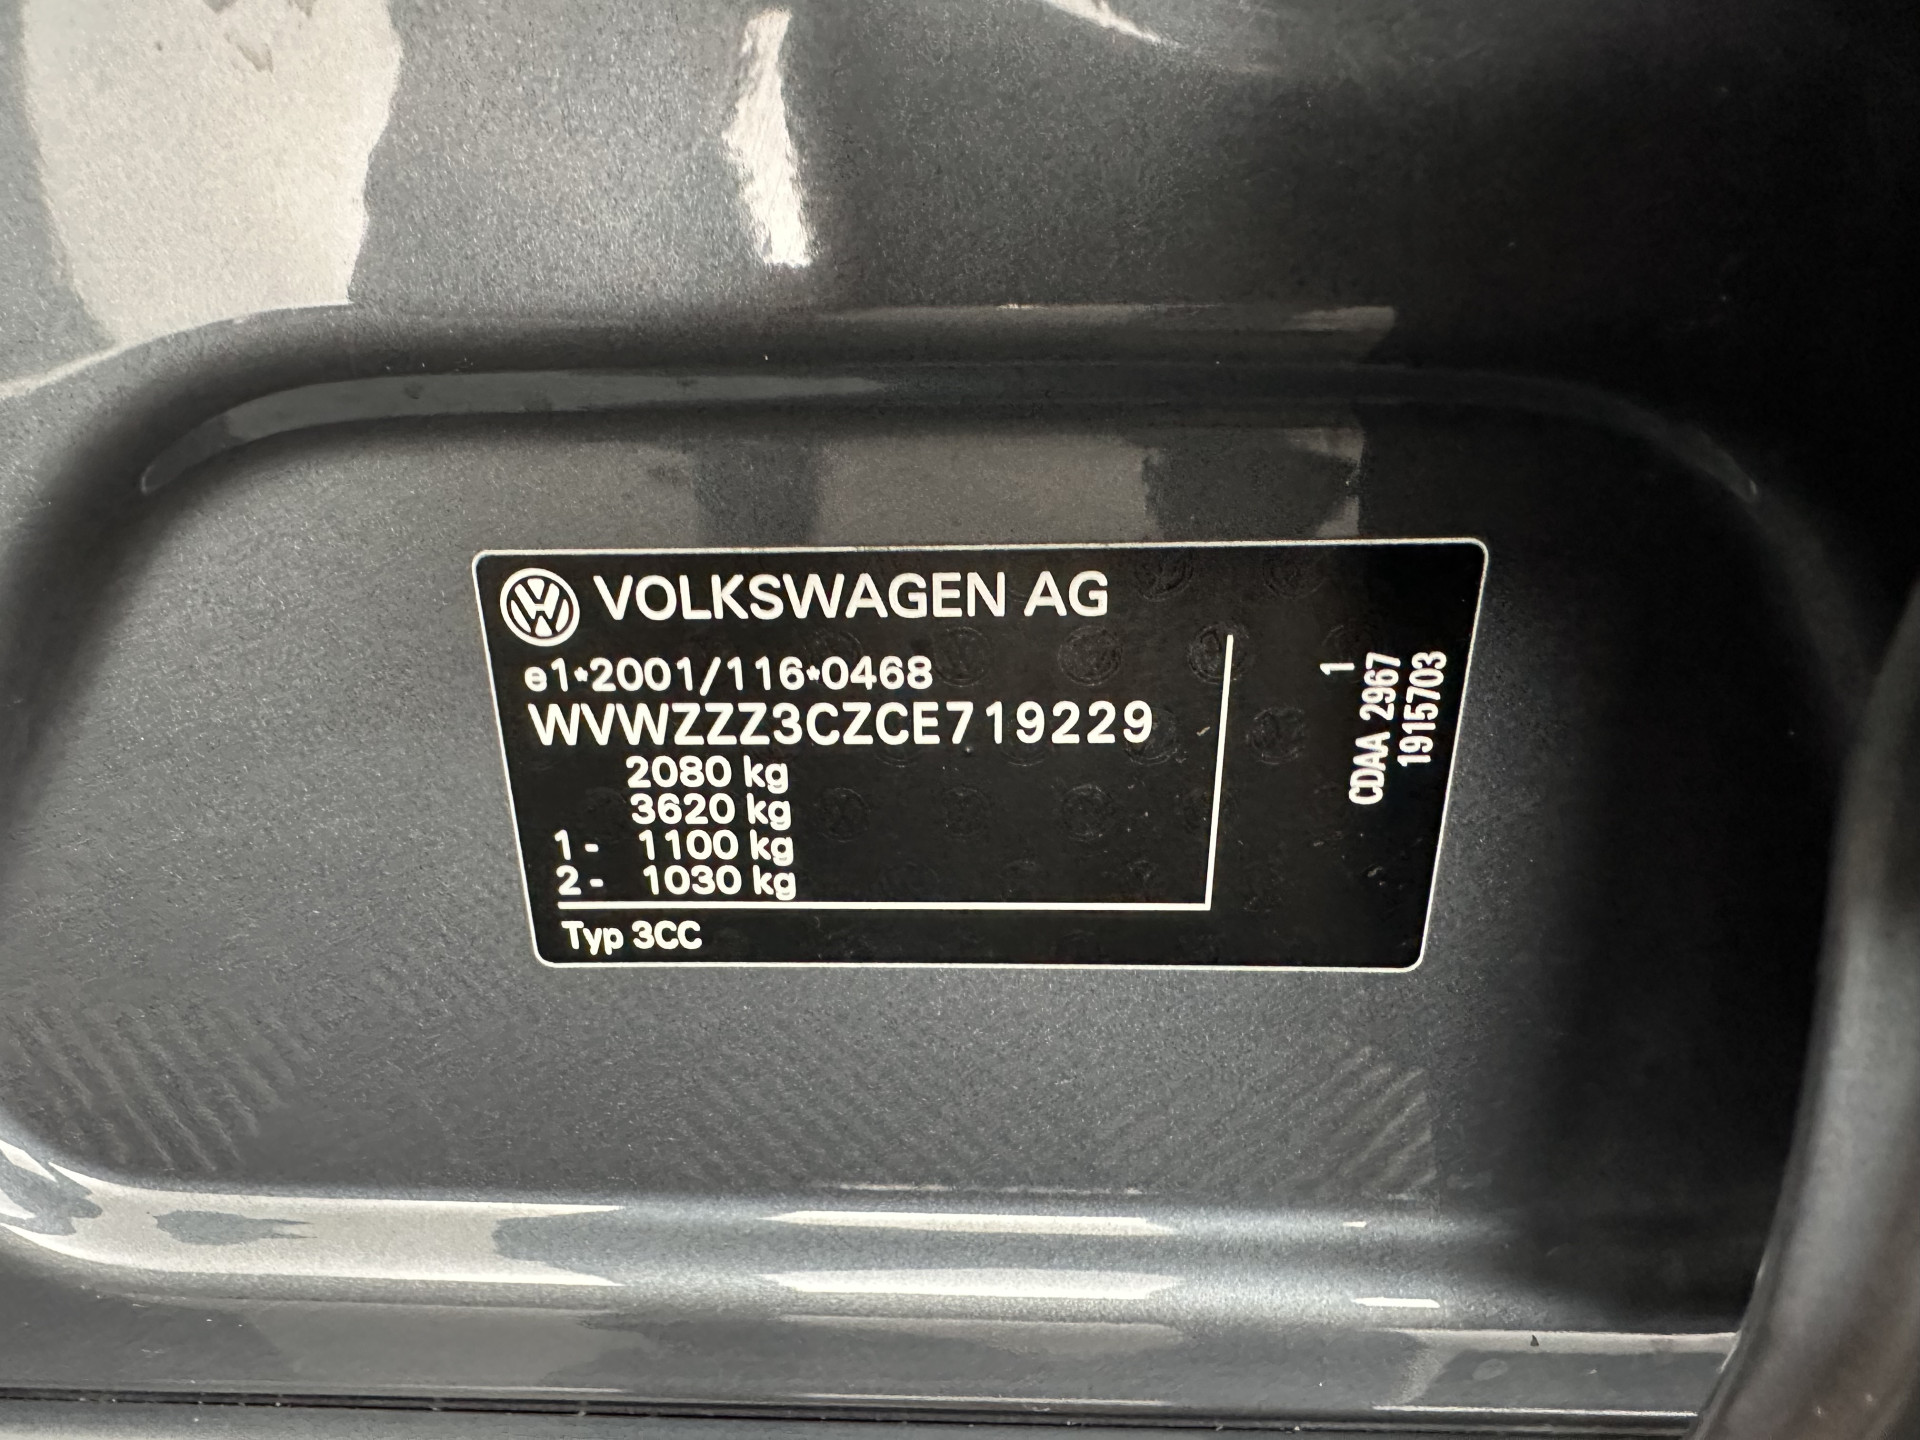 VOLKSWAGEN AG
e1*2001/116*0468
WVWZZZ3CZCE719229
2080 kg
3620 kg
1- 1100 kg
2- 1030 kg
Typ 3CC
1
CDAA 2967
1915703